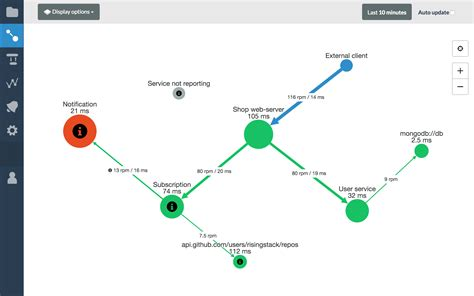 Display options
Last 10 minutes
Auto update
External client
Service not reporting
116 rpm / 14 ms
Notification
21 ms
Shop web-server
105 ms
mongodb://db
2.5 ms
13 rpm / 16 ms
80 rpm / 20 ms
80 rpm / 19 ms
9 rpm
Subscription
74 ms
User service
32 ms
7.5 rpm
api.github.com/users/risingstack/repos
112 ms